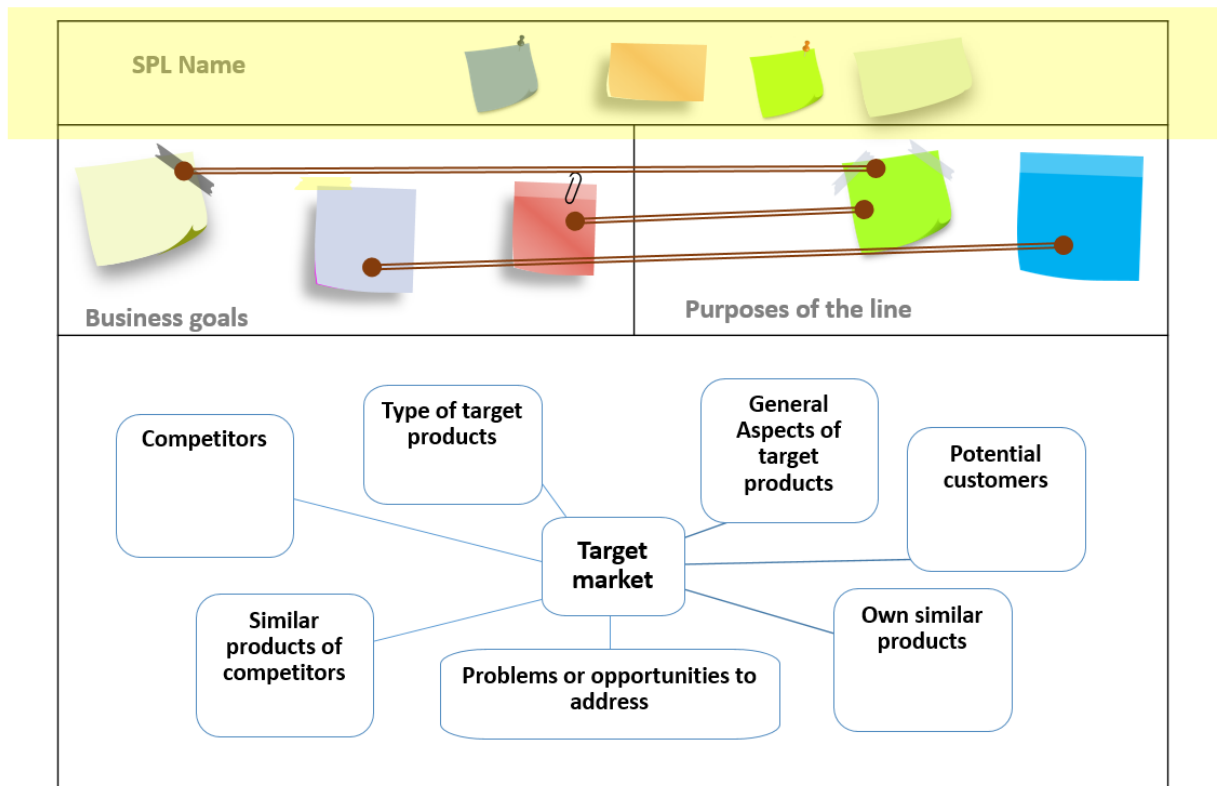 SPL Name
Business goals
Purposes of the line
Competitors
Type of target
products
General
Aspects of
target
products
Potential
customers
Target
market
Similar
products of
competitors
Problems or opportunities to
address
Own similar
products